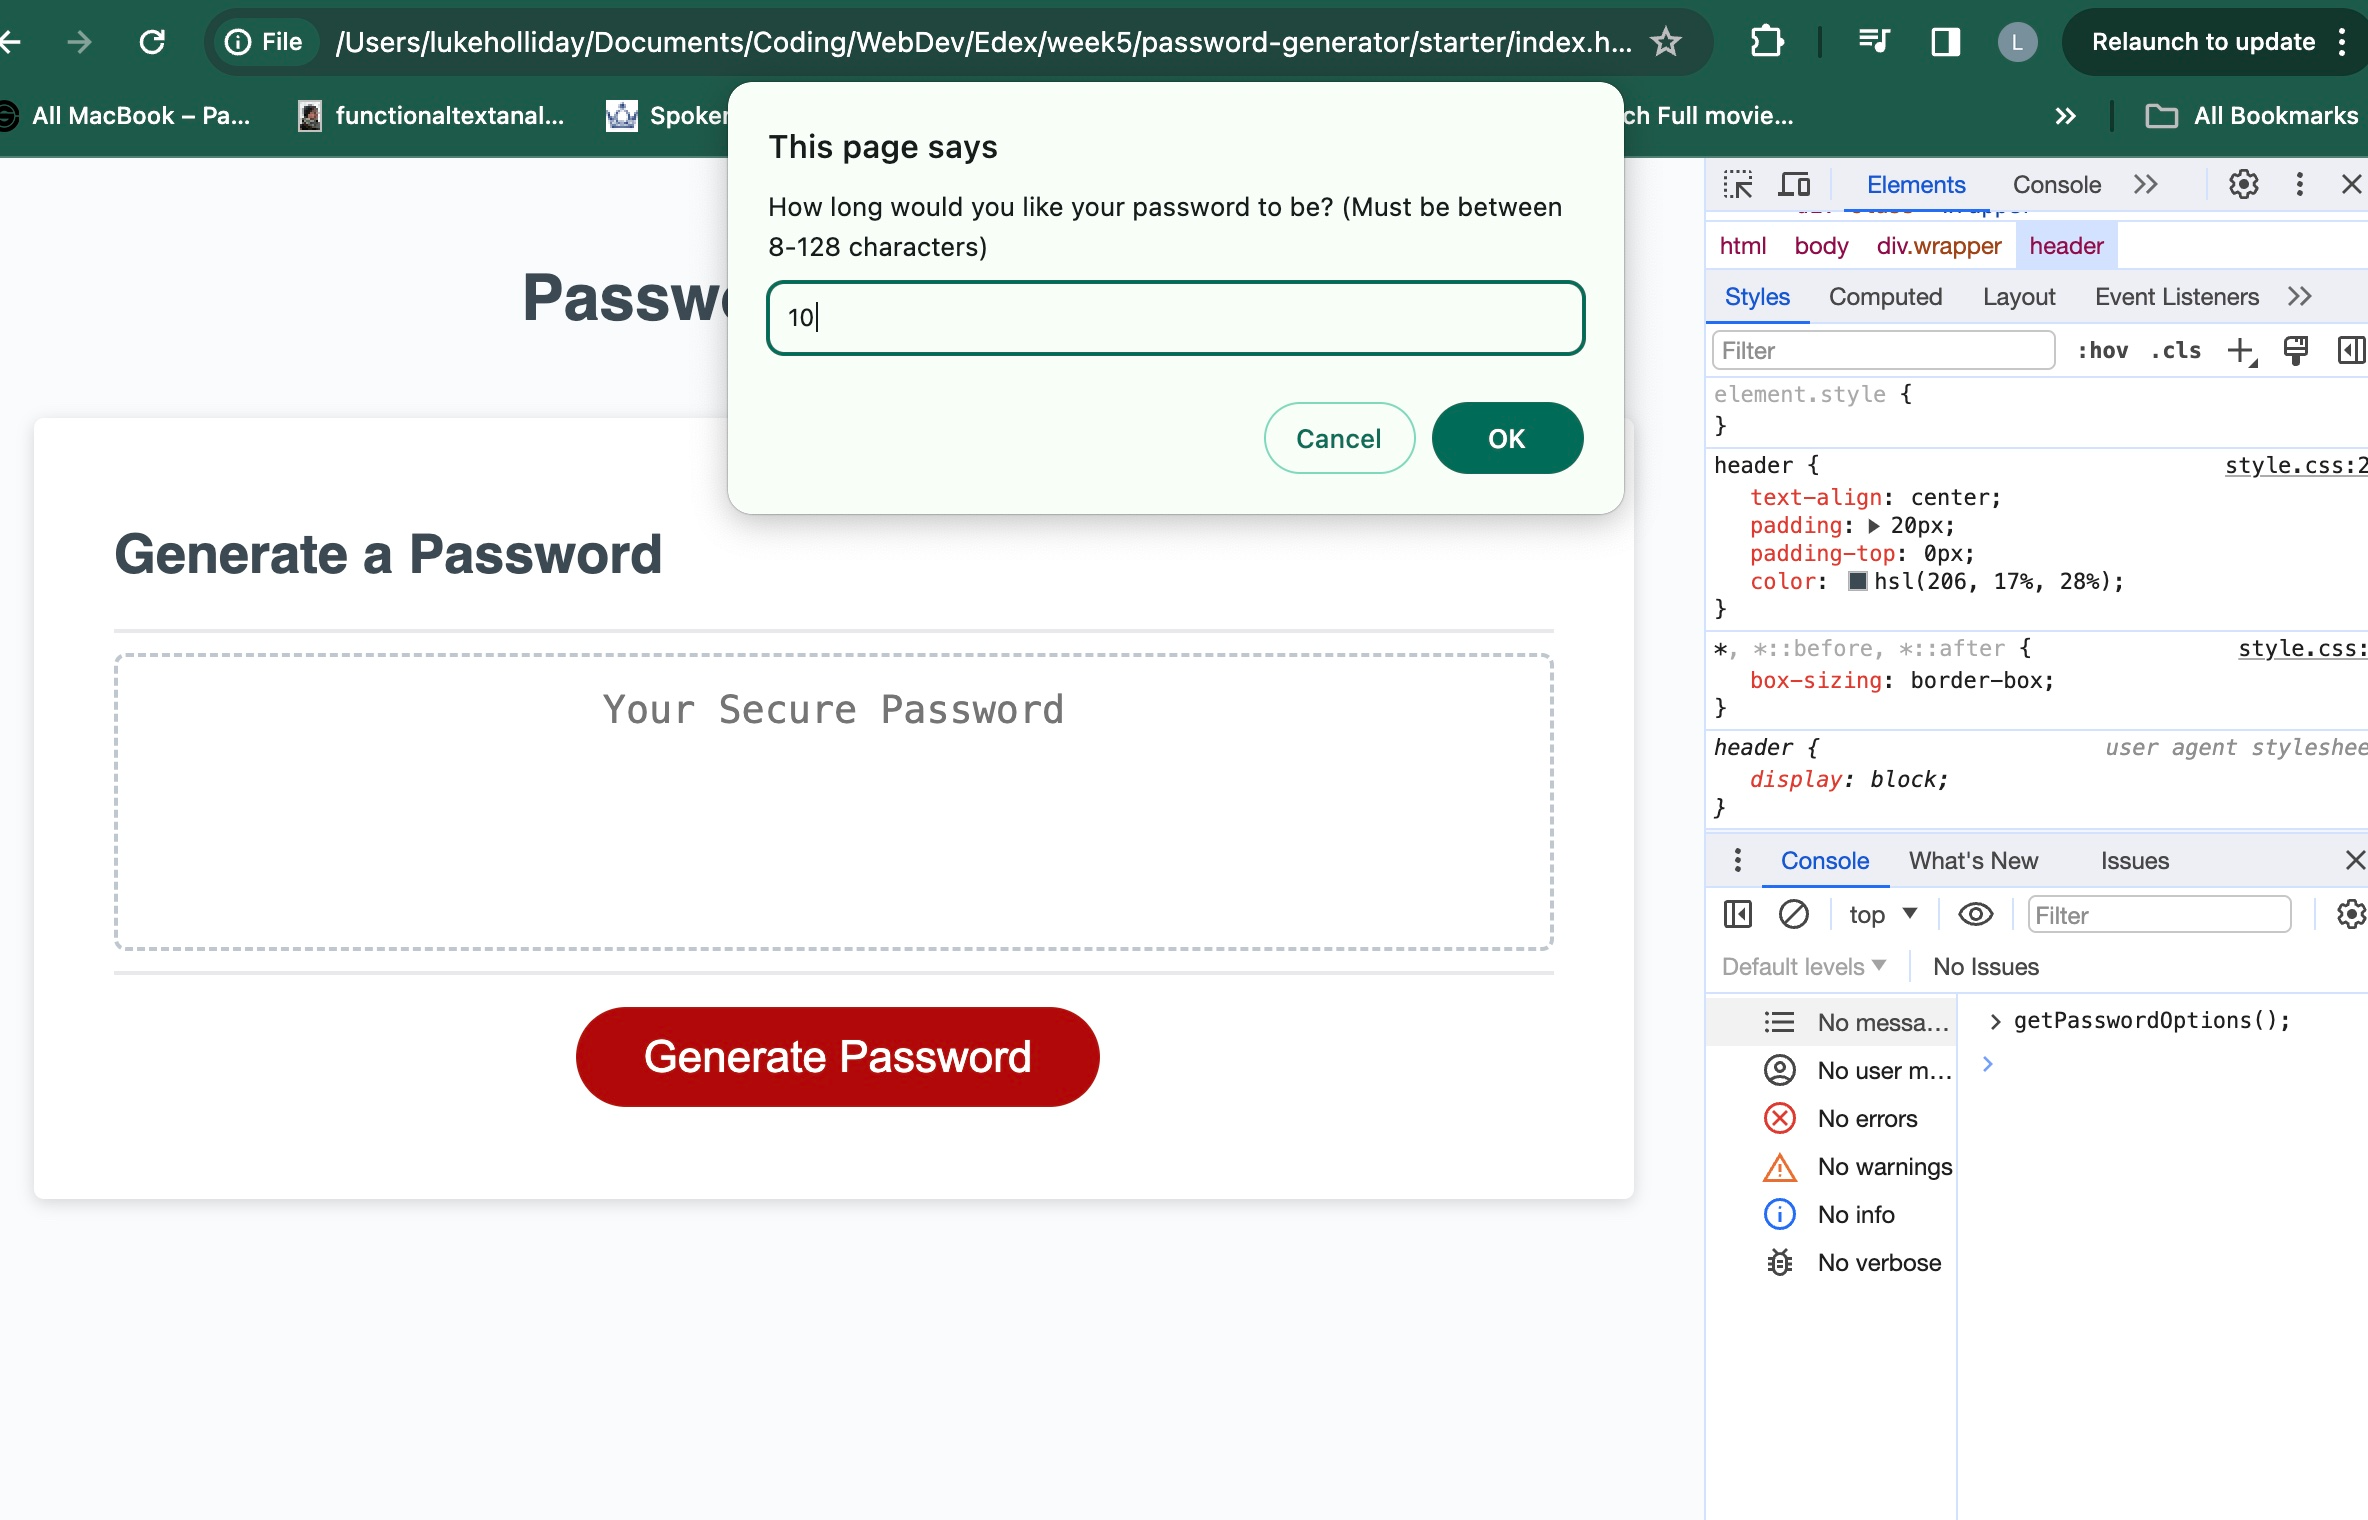 File /Users/lukeholliday/Documents/Coding/WebDev/Edex/week5/password-generator/starter/index.h... L Relaunch to update
All MacBook – Pa... functionaltextanal... Spoken ch Full movie... All Bookmarks
This page says
How long would you like your password to be? (Must be between
8-128 characters)
10
Cancel OK
Passw
Generate a Password
Your Secure Password
Generate Password
Elements Console
html body div.wrapper header
Styles Computed Layout Event Listeners
Filter :hov .cls
element.style {
}
header { style.css:2
text-align: center;
padding: 20px;
padding-top: 0px;
color: hsl(206, 17%, 28%);
}
*, *::before, *::after { style.css:
box-sizing: border-box;
}
header { user agent styleshee
display: block;
}
Console What's New Issues
top Filter
Default levels No Issues
No messa...
No user m...
No errors
No warnings
No info
No verbose
> getPasswordOptions();
>